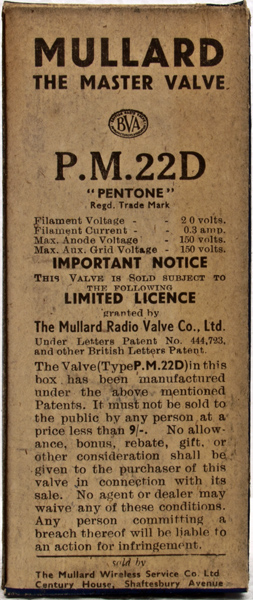 MULLARD
THE MASTER VALVE
BVA
P.M.22D
"PENTONE"
Regd. Trade Mark
Filament Voltage - - 2 0 volts.
Filament Current - - 0.3 amp.
Max. Anode Voltage - 150 volts.
Max. Aux. Grid Voltage - 150 volts.
IMPORTANT NOTICE
THIS VALVE IS SOLD SUBJECT TO
THE FOLLOWING
LIMITED LICENCE
granted by
The Mullard Radio Valve Co., Ltd.
Under Letters Patent No. 444,793,
and other British Letters Patent.
The Valve (Type P.M.22D) in this
box has been manufactured
under the above mentioned
Patents. It must not be sold to
the public by any person at a
price less than 9/-. No allow-
ance, bonus, rebate, gift, or
other consideration shall be
given to the purchaser of this
valve in connection with its
sale. No agent or dealer may
waive any of these conditions.
Any person committing a
breach thereof will be liable to
an action for infringement.
sold by
The Mullard Wireless Service Co. Ltd
Century House, Shaftesbury Avenue